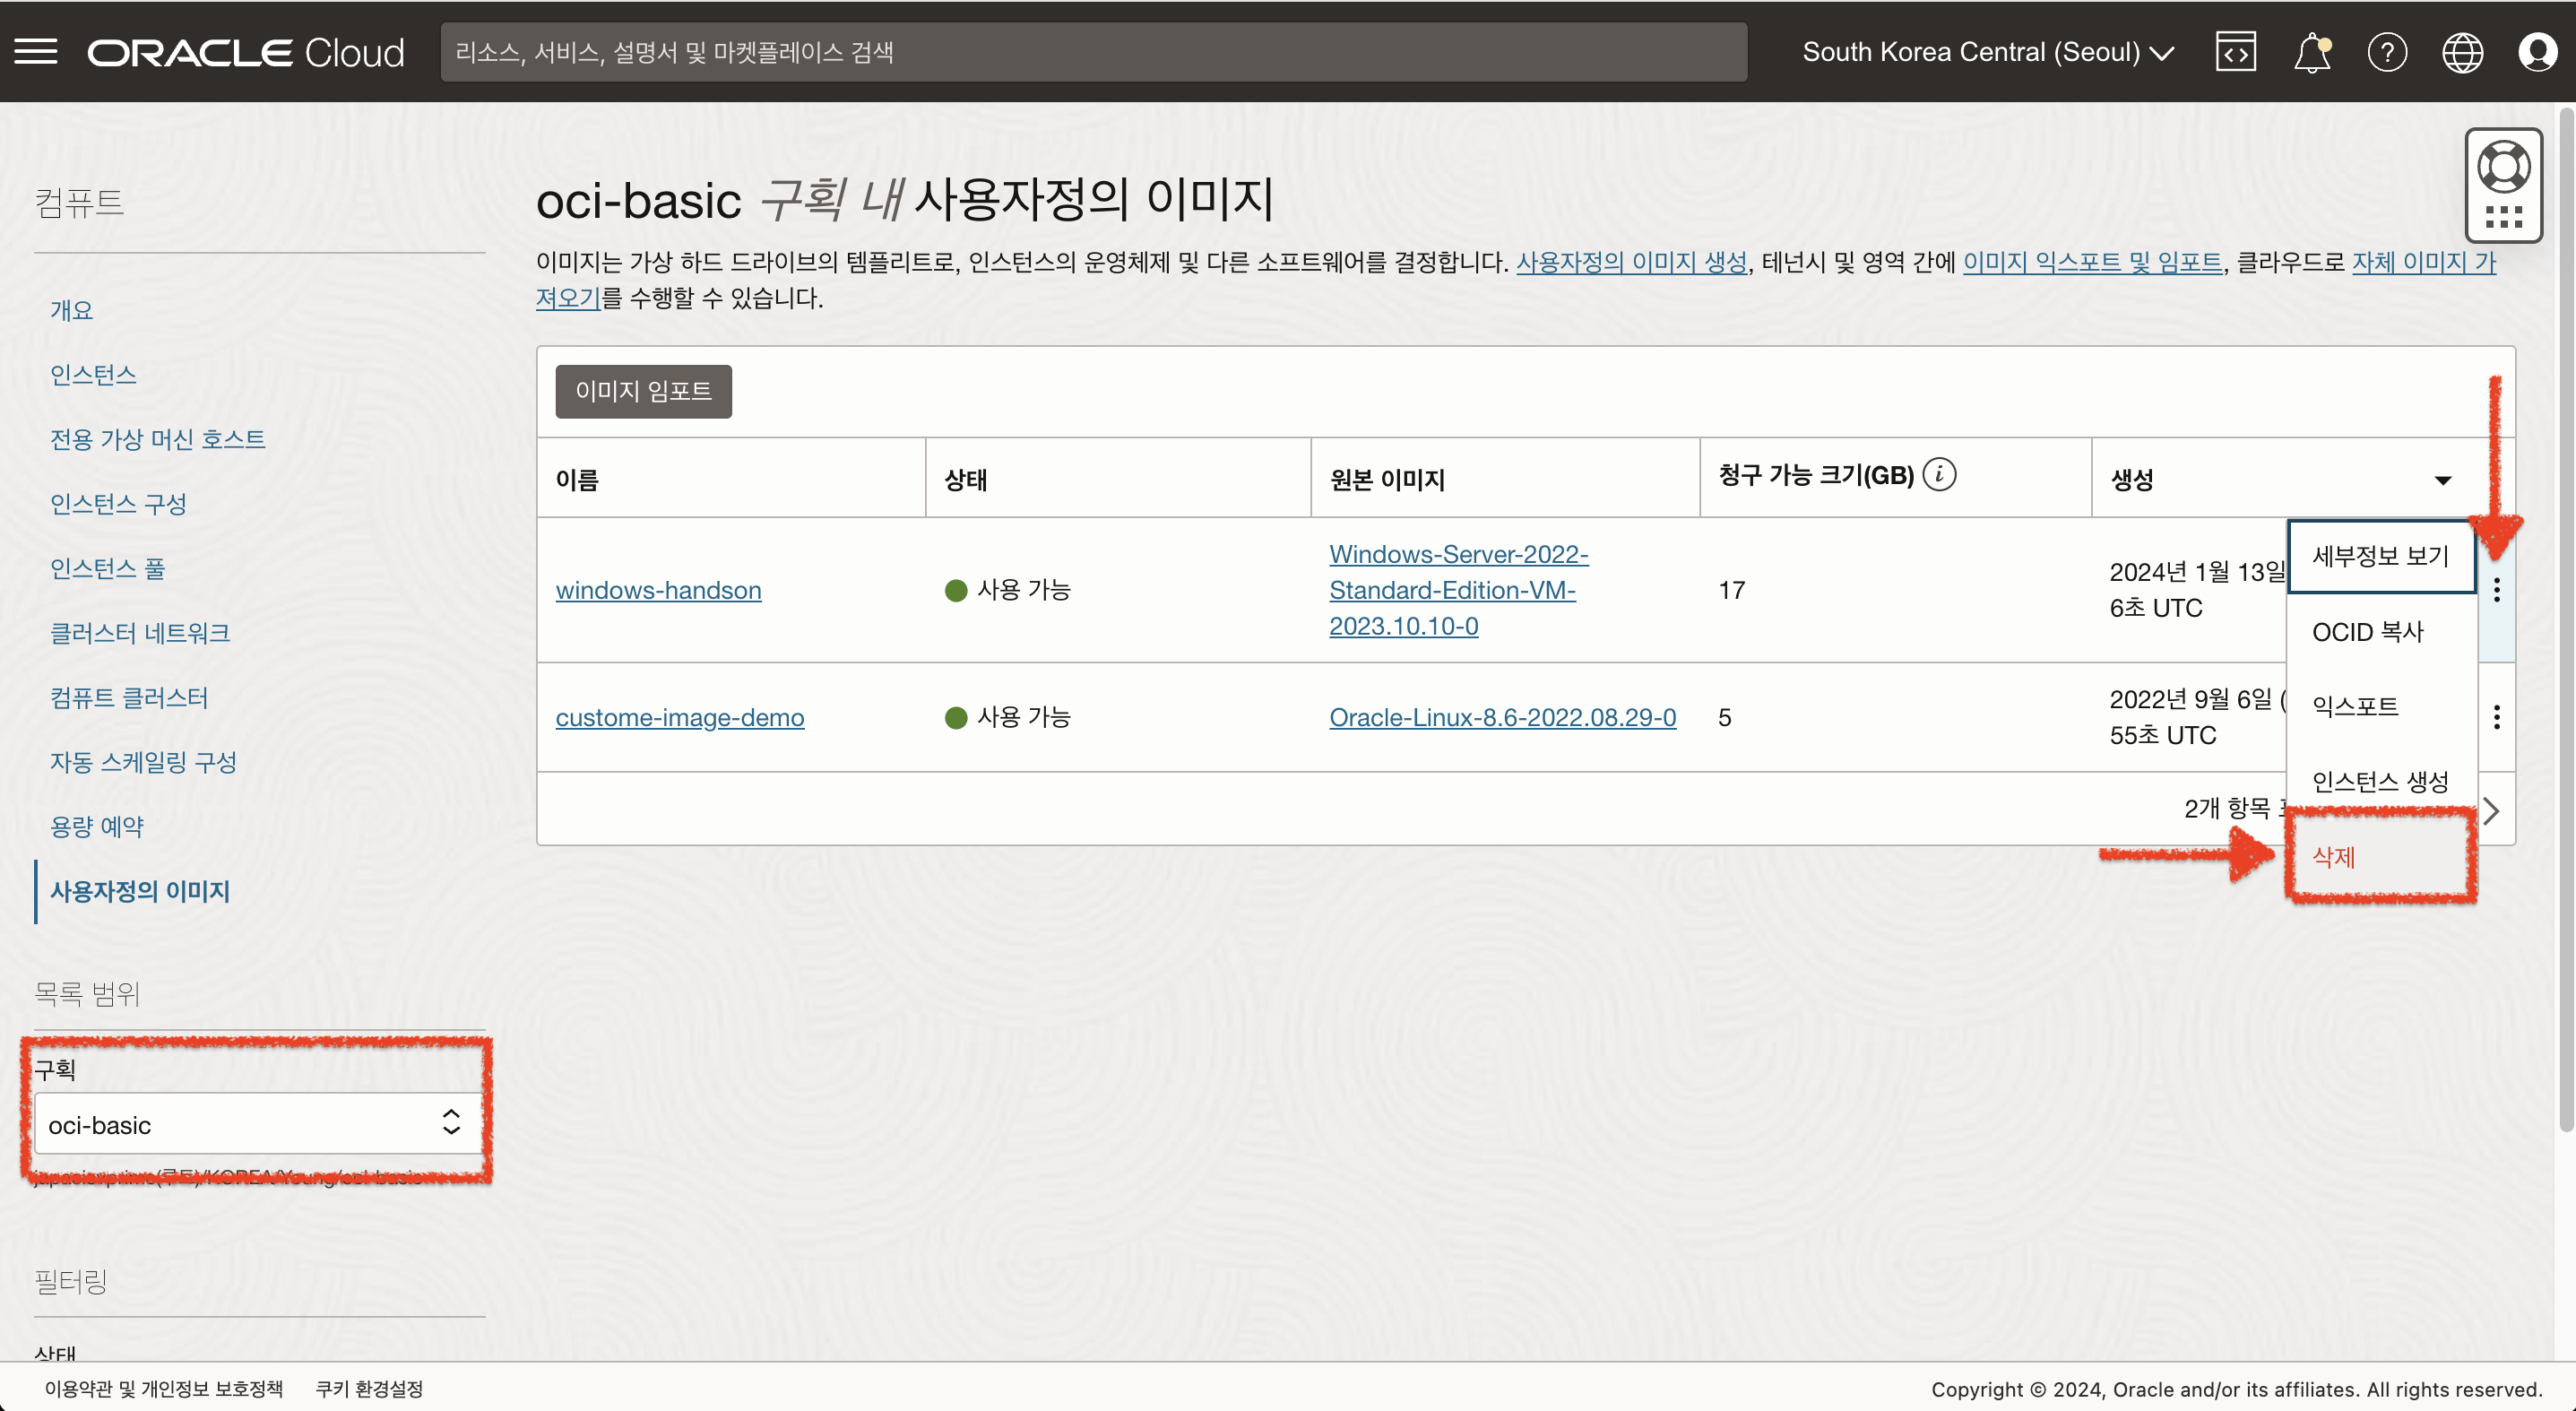 ORACLE Cloud
리소스, 서비스, 설명서 및 마켓플레이스 검색
South Korea Central (Seoul)
컴퓨트
개요
인스턴스
전용 가상 머신 호스트
인스턴스 구성
인스턴스 풀
클러스터 네트워크
컴퓨트 클러스터
자동 스케일링 구성
용량 예약
사용자정의 이미지
목록 범위
구획
oci-basic
필터링
상태
oci-basic 구획 내 사용자정의 이미지
이미지는 가상 하드 드라이브의 템플리트로, 인스턴스의 운영체제 및 다른 소프트웨어를 결정합니다. 사용자정의 이미지 생성, 테넌시 및 영역 간에 이미지 익스포트 및 임포트, 클라우드로 자체 이미지 가
져오기를 수행할 수 있습니다.
이미지 임포트
이름 상태 원본 이미지 청구 가능 크기(GB) i 생성
windows-handson 사용 가능 Windows-Server-2022-
Standard-Edition-VM-
2023.10.10-0
17
2024년 1월 13일
6초 UTC
custome-image-demo 사용 가능 Oracle-Linux-8.6-2022.08.29-0 5
2022년 9월 6일 (
55초 UTC
2개 항목
세부정보 보기
OCID 복사
익스포트
인스턴스 생성
삭제
이용약관 및 개인정보 보호정책 쿠키 환경설정
Copyright © 2024, Oracle and/or its affiliates. All rights reserved.